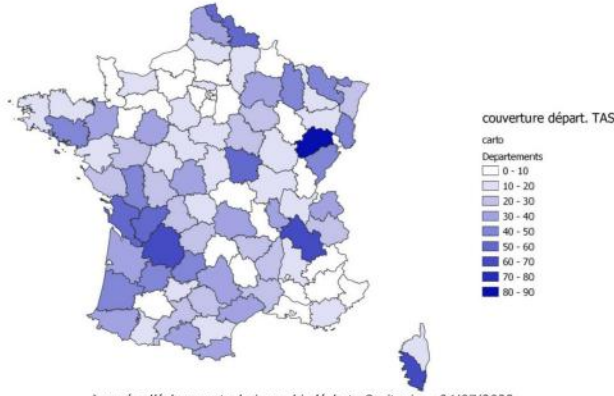 couverture départ. TAS
carto
Departements
0 - 10
10 - 20
20 - 30
30 - 40
40 - 50
50 - 60
60 - 70
70 - 80
80 - 90